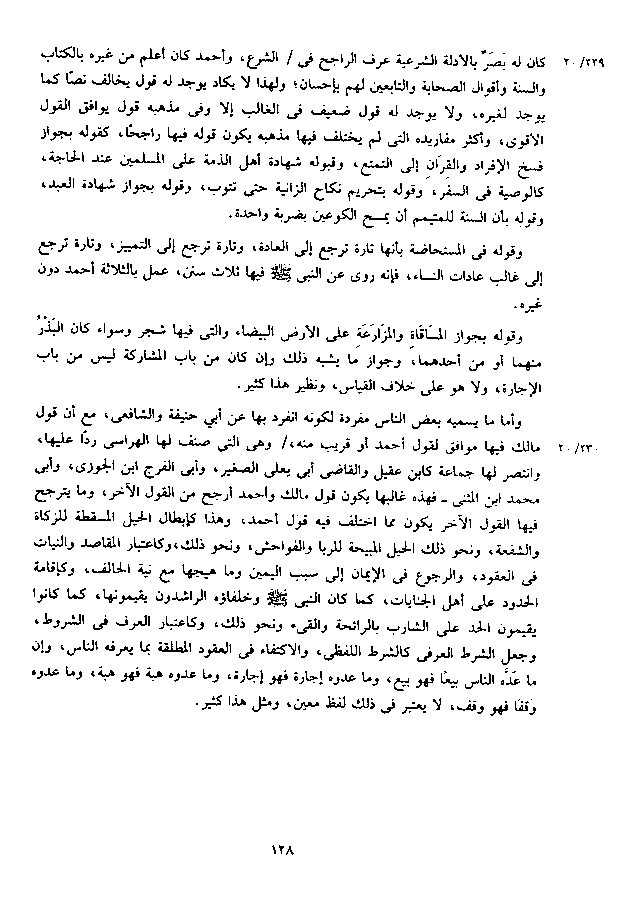 ٢٠/٢٢٩ كان له بَصَرٌ بالأدلة الشرعية عرف الراجح فى / الشرع، وأحمد كان أعلم من غيره بالكتاب
والسنة وأقوال الصحابة والتابعين لهم بإحسان؛ ولهذا لا يكاد يوجد له قول يخالف نصًا كما
يوجد لغيره، ولا يوجد له قول ضعيف فى الغالب إلا وفى مذهبه قول يوافق القول
الأقوى، وأكثر مفاريده التى لم يختلف فيها مذهبه يكون قوله فيها راجحًا، كقوله بجواز
فسخ الإفراد والقِرَانِ إلى التمتع، وقبوله شهادة أهل الذمة على المسلمين عند الحاجة،
كالوصية فى السفر، وقوله بتحريم نكاح الزانية حتى تتوب، وقوله بجواز شهادة العبد،
وقوله بأن السنة للمتيمم أن يمسح الكوعين بضربة واحدة.
وقوله فى المستحاضة بأنها تارة ترجع إلى العادة، وتارة ترجع إلى التمييز، وتارة ترجع
إلى غالب عادات النساء، فإنه روى عن النبى ﷺ فيها ثلاث سنن، عمل بالثلاثة أحمد دون
غيره.
وقوله بجواز المسَاقَاةِ والمزَارَعَةِ على الأرض البيضاء والتى فيها شجر وسواء كان البَذْرُ
منهما أو من أحدهما، وجواز ما يشبه ذلك وإن كان من باب المشاركة ليس من باب
الإجارة، ولا هو على خلاف القياس، ونظير هذا كثير.
وأما ما يسميه بعض الناس مفردة لكونه انفرد بها عن أبي حنيفة والشافعى، مع أن قول
٢٠/٢٣٠ مالك فيها موافق لقول أحمد أو قريب منه،/ وهى التى صنف لها الهراسى ردًا عليها،
وانتصر لها جماعة كابن عقيل والقاضى أبي يعلى الصغير، وأبى الفرج ابن الجوزى، وأبى
محمد ابن المثنى ـ فهذه غالبها يكون قول مالك وأحمد أرجح من القول الآخر، وما يترجح
فيها القول الآخر يكون مما اختلف فيه قول أحمد، وهذا كإبطال الحيل المسقطة للزكاة
والشفعة، ونحو ذلك الحيل المبيحة للربا والفواحش، ونحو ذلك،وكاعتبار المقاصد والنيات
فى العقود، والرجوع فى الإيمان إلى سبب اليمين وما هيجها مع نية الحالف، وكإقامة
الحدود على أهل الجنايات، كما كان النبى ﷺ وخلفاؤه الراشدون يقيمونها، كما كانوا
يقيمون الحد على الشارب بالرائحة والقىء ونحو ذلك، وكاعتبار العرف فى الشروط،
وجعل الشرط العرفى كالشرط اللفظى، والاكتفاء فى العقود المطلقة بما يعرفه الناس، وإن
ما عَدَّه الناس بيعًا فهو بيع، وما عدوه إجارة فهو إجارة، وما عدوه هبة فهو هبة، وما عدوه
وقفا فهو وقف، لا يعتبر فى ذلك لفظ معين، ومثل هذا كثير.
١٢٨